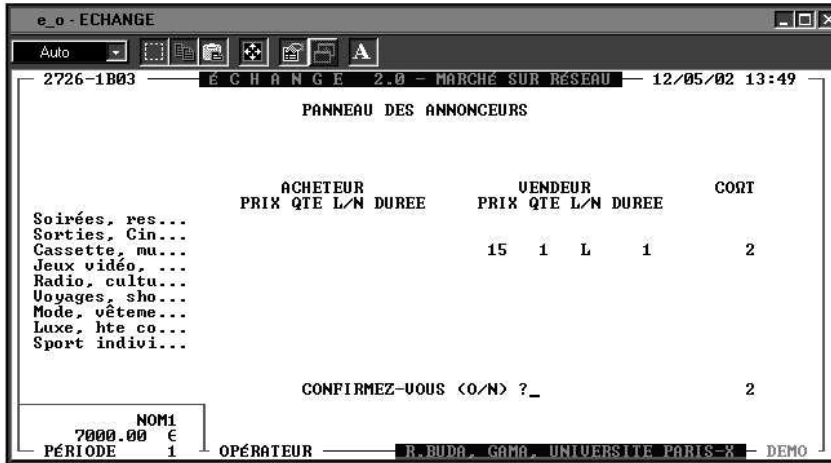 e_o - ECHANGE
Auto
A
2726-1B03 ÉCHANGE 2.0 - MARCHÉ SUR RÉSEAU 12/05/02 13:49
PANNEAU DES ANNONCEURS
ACHETEUR VENDEUR COΩT
PRIX QTE L/N DUREE PRIX QTE L/N DUREE
Soirées, res...
Sorties, Cin...
Cassette, mu... 15 1 L 1 2
Jeux vidéo, ...
Radio, cultu...
Voyages, sho...
Mode, vêteme...
Luxe, hte co...
Sport indivi...
CONFIRMEZ-VOUS (O/N) ?_ 2
NOM1
7000.00 €
PÉRIODE 1 OPÉRATEUR R.BUDA, GAMA, UNIVERSITE PARIS-X DEMO